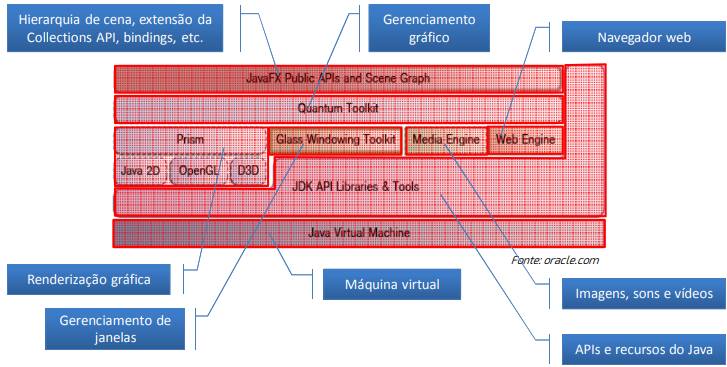 Hierarquia de cena, extensão da
Collections API, bindings, etc.
Gerenciamento
gráfico
Navegador web
JavaFX Public APIs and Scene Graph
Quantum Toolkit
Prism
Glass Windowing Toolkit
Media Engine
Web Engine
Java 2D
OpenGL
D3D
JDK API Libraries & Tools
Java Virtual Machine
Fonte: oracle.com
Renderização gráfica
Máquina virtual
Imagens, sons e vídeos
Gerenciamento de
janelas
APIs e recursos do Java